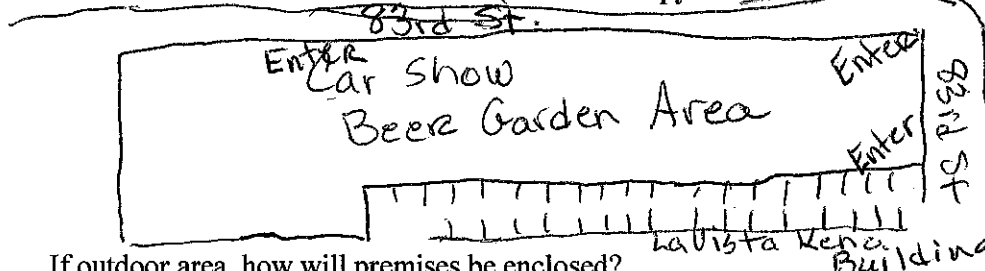 83rd St.
Enter
Enter
Car Show
Beer Garden Area
83rd St
Enter
LaVista Keno
Building
If outdoor area, how will premises be enclosed?